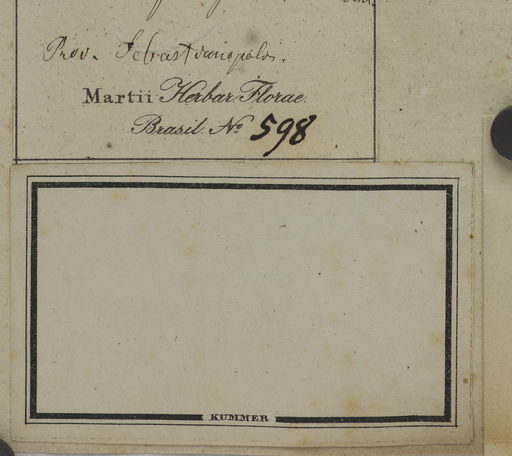 Prov. Sebastianopolis.
Martii Herbar. Florae
Brasil. No 598
KUMMER